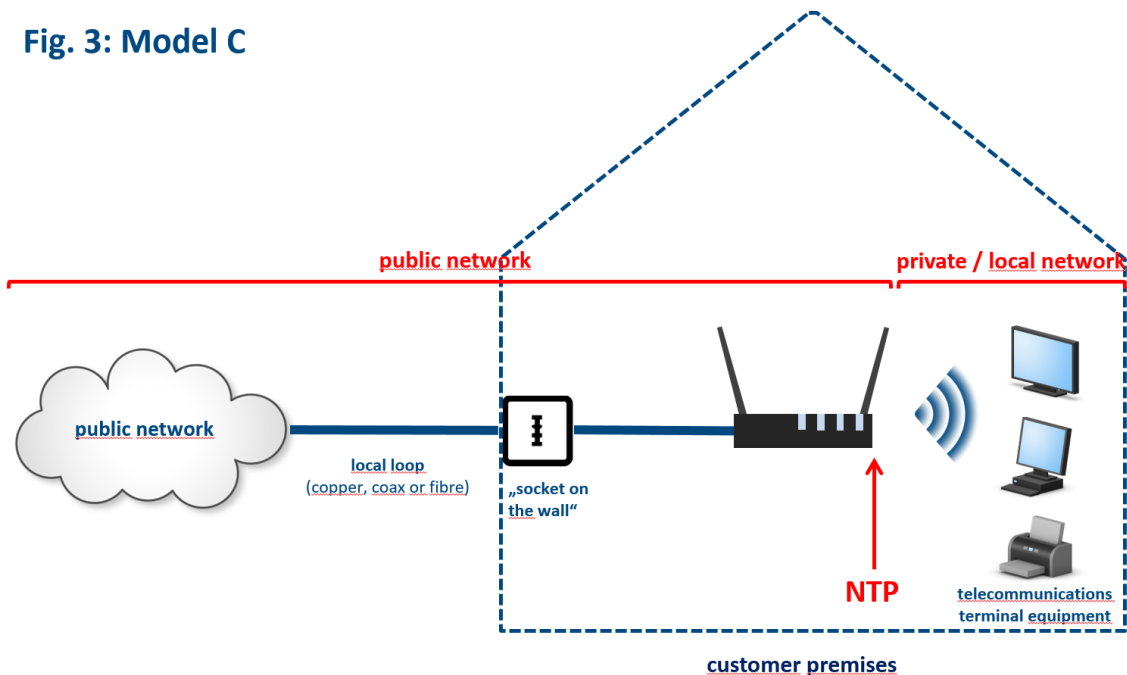 Fig. 3: Model C
public network
private / local network
public network
local loop
(copper, coax or fibre)
„socket on
the wall“
NTP
telecommunications
terminal equipment
customer premises